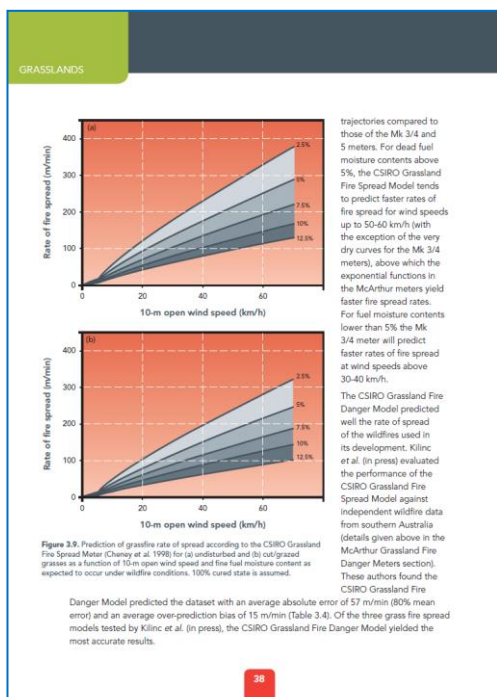 GRASSLANDS
(a)
Rate of fire spread (m/min)
400
300
200
100
0
2.5%
5%
7.5%
10%
12.5%
0 20 40 60
10-m open wind speed (km/h)
(b)
Rate of fire spread (m/min)
400
300
200
100
0
2.5%
5%
7.5%
10%
12.5%
0 20 40 60
10-m open wind speed (km/h)
Figure 3.9. Prediction of grassfire rate of spread according to the CSIRO Grassland
Fire Spread Meter (Cheney et al. 1998) for (a) undisturbed and (b) cut/grazed
grasses as a function of 10-m open wind speed and fine fuel moisture content as
expected to occur under wildfire conditions. 100% cured state is assumed.
trajectories compared to
those of the Mk 3/4 and
5 meters. For dead fuel
moisture contents above
5%, the CSIRO Grassland
Fire Spread Model tends
to predict faster rates of
fire spread for wind speeds
up to 50-60 km/h (with
the exception of the very
dry curves for the Mk 3/4
meters), above which the
exponential functions in
the McArthur meters yield
faster fire spread rates.
For fuel moisture contents
lower than 5% the Mk
3/4 meter will predict
faster rates of fire spread
at wind speeds above
30-40 km/h.
The CSIRO Grassland Fire
Danger Model predicted
well the rate of spread
of the wildfires used in
its development. Kilinc
et al. (in press) evaluated
the performance of the
CSIRO Grassland Fire
Spread Model against
independent wildfire data
from southern Australia
(details given above in the
McArthur Grassland Fire
Danger Meters section).
These authors found the
CSIRO Grassland Fire
Danger Model predicted the dataset with an average absolute error of 57 m/min (80% mean
error) and an average over-prediction bias of 15 m/min (Table 3.4). Of the three grass fire spread
models tested by Kilinc et al. (in press), the CSIRO Grassland Fire Danger Model yielded the
most accurate results.
38